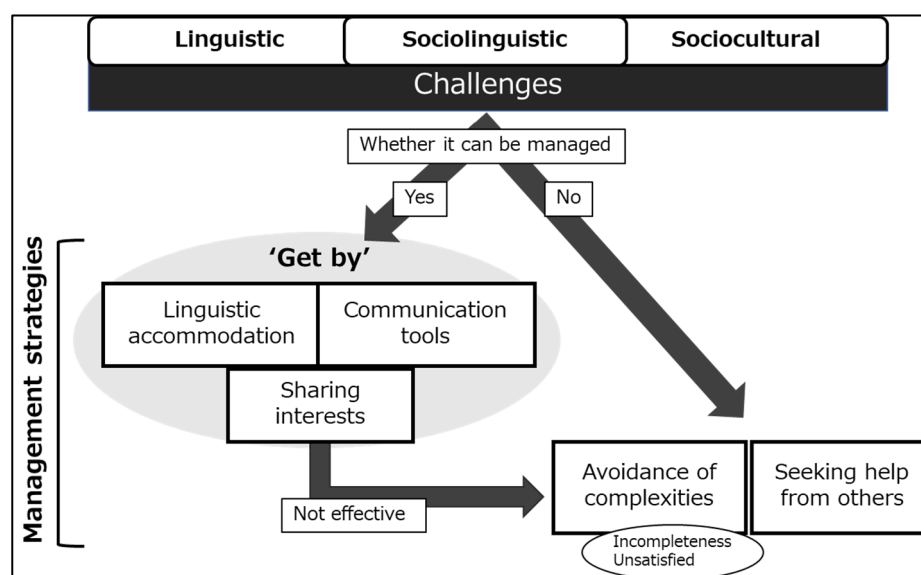 Linguistic
Sociolinguistic
Sociocultural
Challenges
Whether it can be managed
Yes
No
Management strategies
‘Get by’
Linguistic
accommodation
Communication
tools
Sharing
interests
Not effective
Avoidance of
complexities
Seeking help
from others
Incompleteness
Unsatisfied